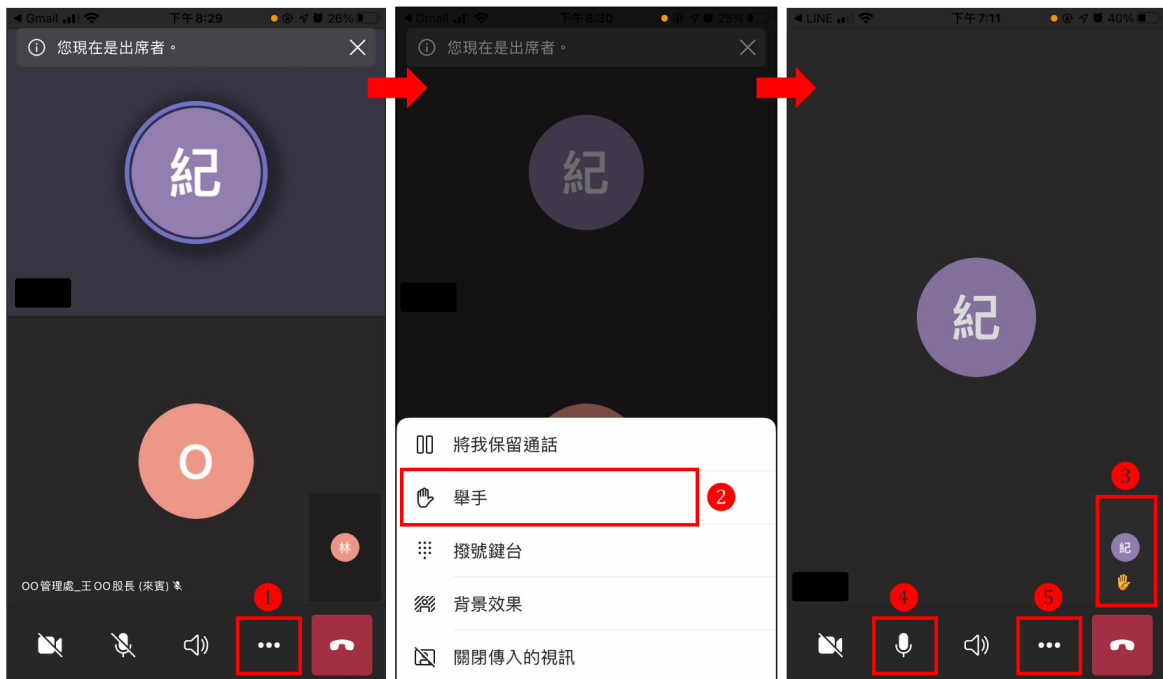 Gmail 下午8:29 26%
您現在是出席者。
紀
O
林
OO管理處_王OO股長 (來賓)
1
Gmail 下午8:30 25%
您現在是出席者。
紀
將我保留通話
舉手
2
撥號鍵台
背景效果
關閉傳入的視訊
LINE 下午7:11 40%
紀
3
紀
4
5